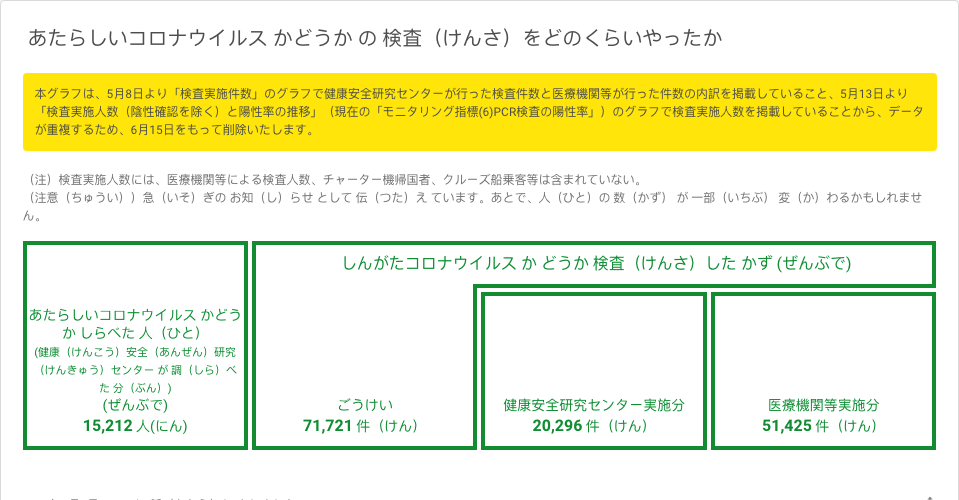 あたらしいコロナウイルス かどうか の 検査（けんさ）をどのくらいやったか
本グラフは、5月8日より「検査実施件数」のグラフで健康安全研究センターが行った検査件数と医療機関等が行った件数の内訳を掲載していること、5月13日より
「検査実施人数（陰性確認を除く）と陽性率の推移」（現在の「モニタリング指標(6)PCR検査の陽性率」）のグラフで検査実施人数を掲載していることから、データ
が重複するため、6月15日をもって削除いたします。
（注）検査実施人数には、医療機関等による検査人数、チャーター機帰国者、クルーズ船乗客等は含まれていない。
（注意（ちゅうい））急（いそ）ぎの お知（し）らせ として 伝（つた）え ています。あとで、人（ひと）の 数（かず） が 一部（いちぶ） 変（か）わるかもしれませ
ん。
しんがたコロナウイルス か どうか 検査（けんさ）した かず (ぜんぶで)
あたらしいコロナウイルス かどう
か しらべた 人（ひと）
(健康（けんこう）安全（あんぜん）研究
（けんきゅう）センター が 調（しら）べ
た 分（ぶん）)
(ぜんぶで)
15,212 人(にん)
ごうけい
71,721 件（けん）
健康安全研究センター実施分
20,296 件（けん）
医療機関等実施分
51,425 件（けん）